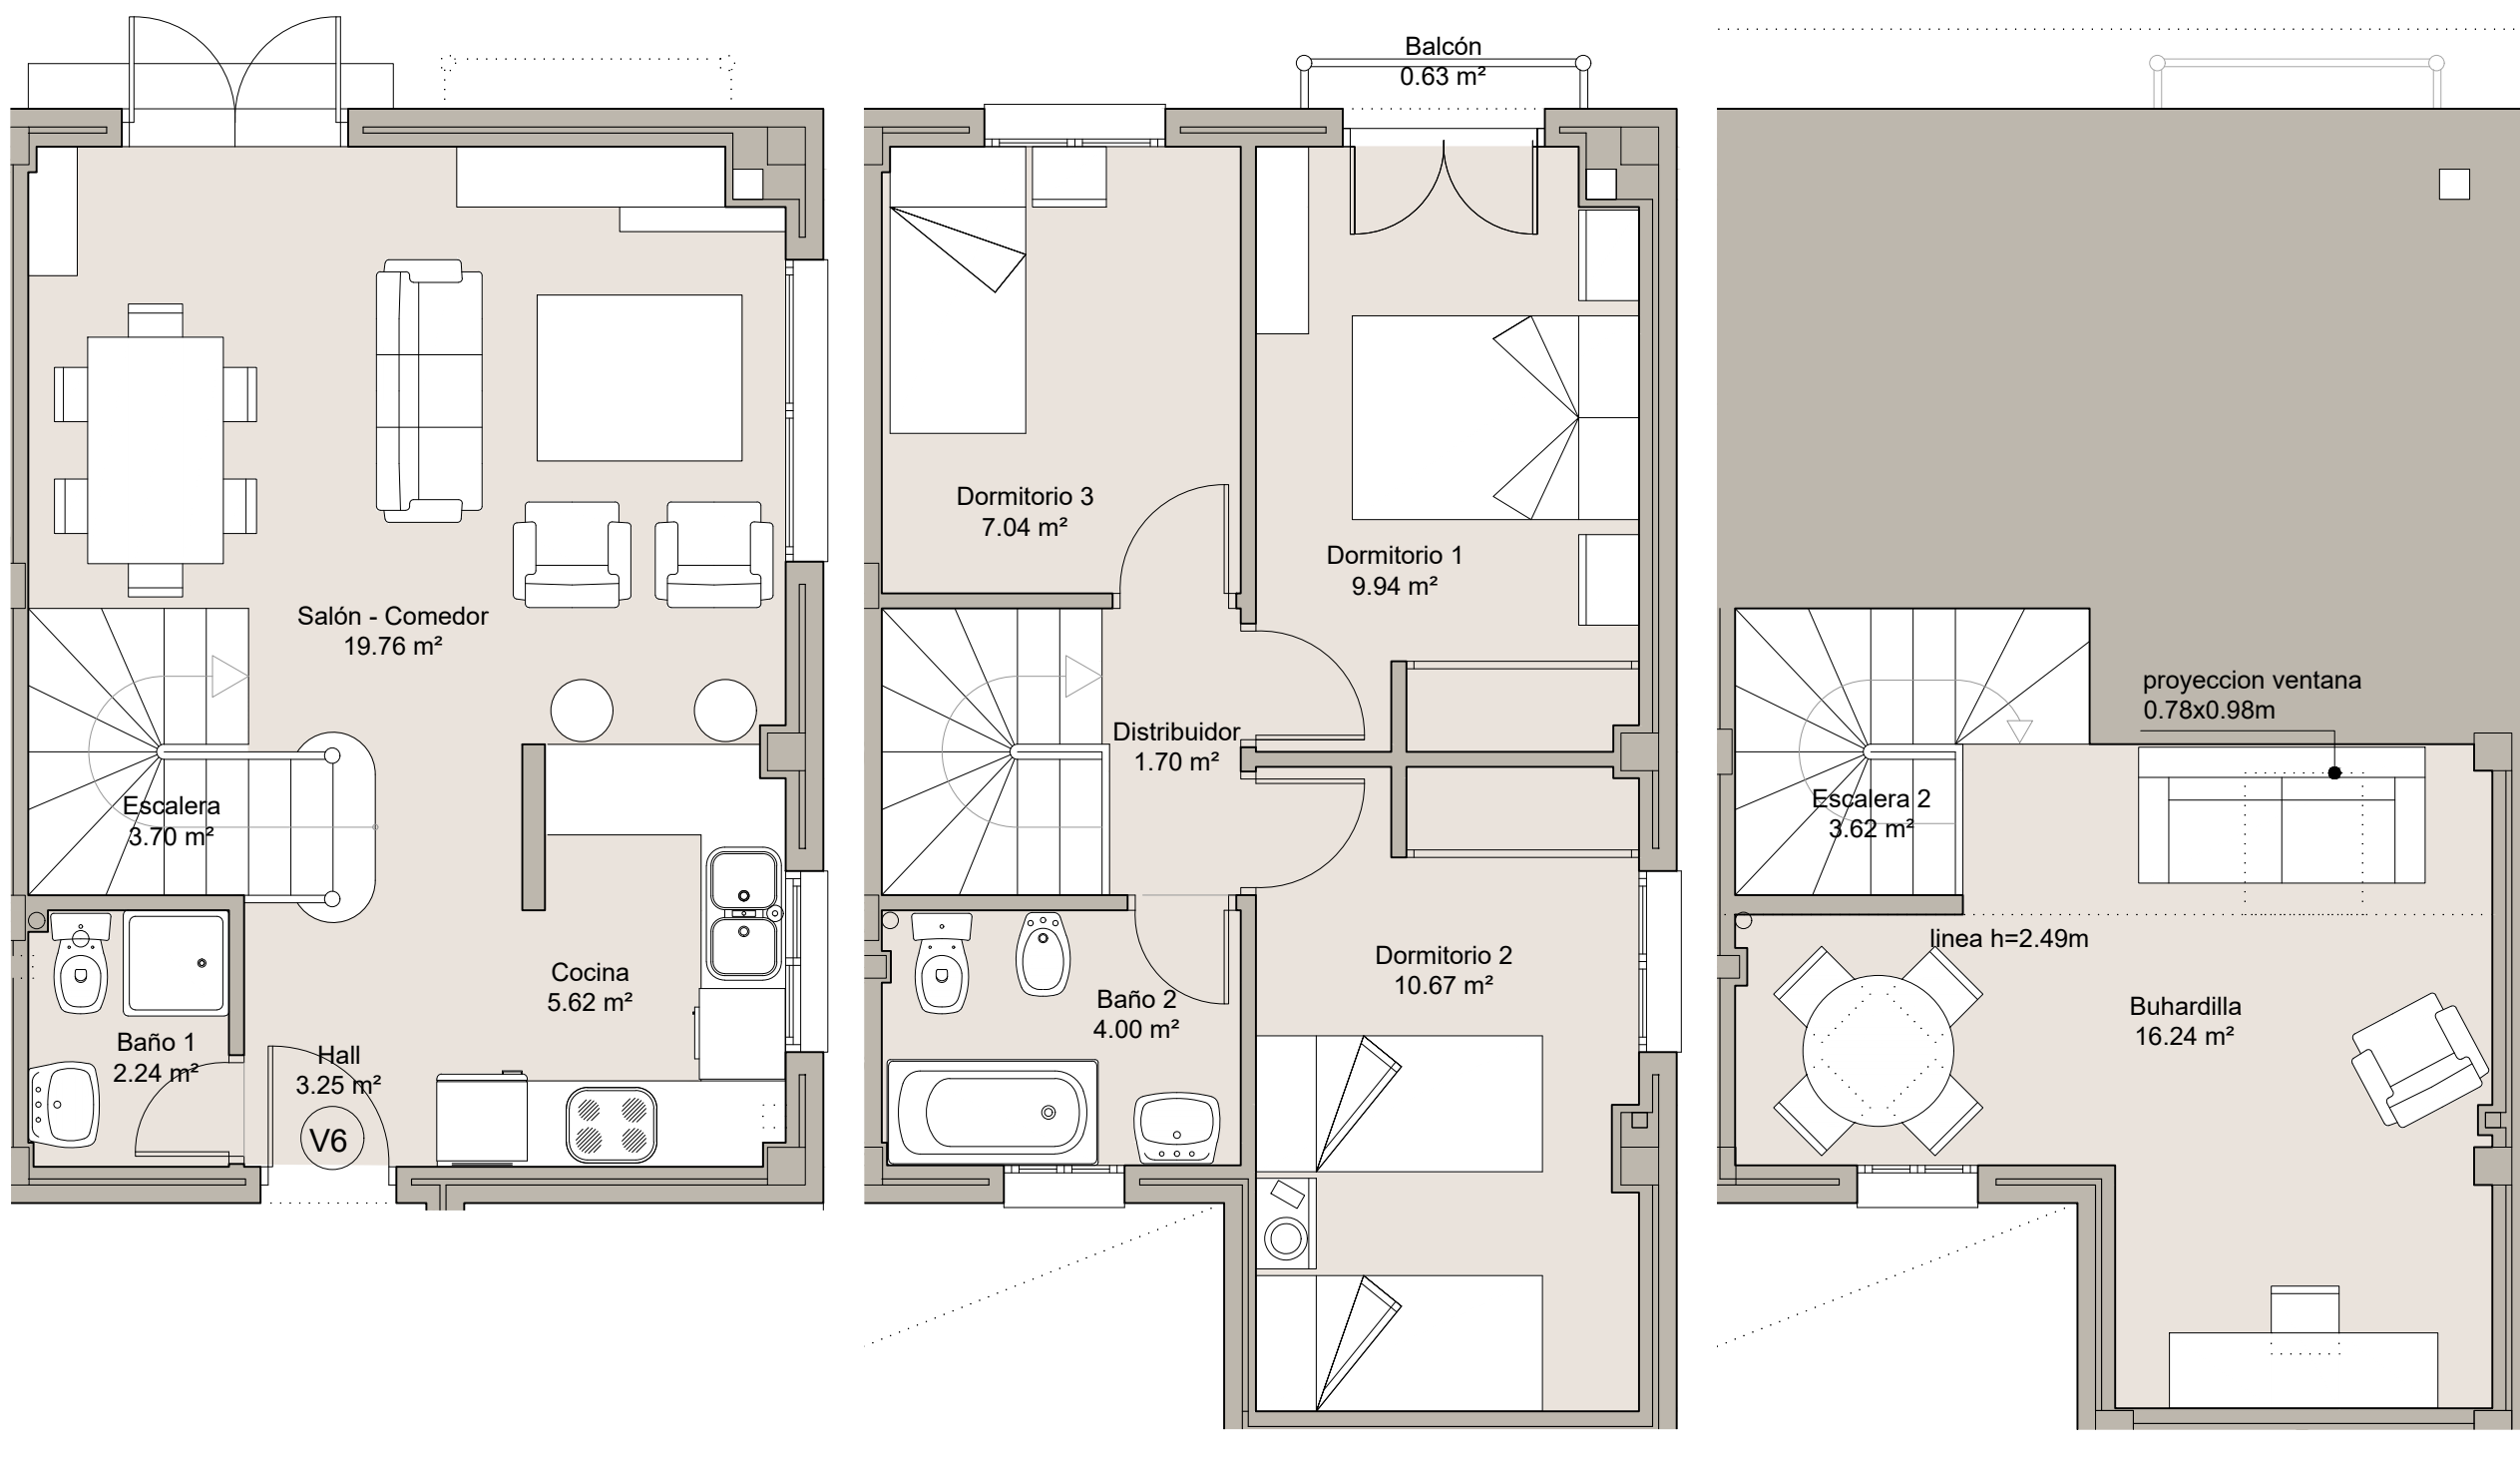 Salón - Comedor
19.76 m²
Escalera
3.70 m²
Cocina
5.62 m²
Baño 1
2.24 m²
Hall
3.25 m²
V6
Balcón
0.63 m²
Dormitorio 3
7.04 m²
Dormitorio 1
9.94 m²
Distribuidor
1.70 m²
Dormitorio 2
10.67 m²
Baño 2
4.00 m²
proyeccion ventana
0.78x0.98m
Escalera 2
3.62 m²
linea h=2.49m
Buhardilla
16.24 m²